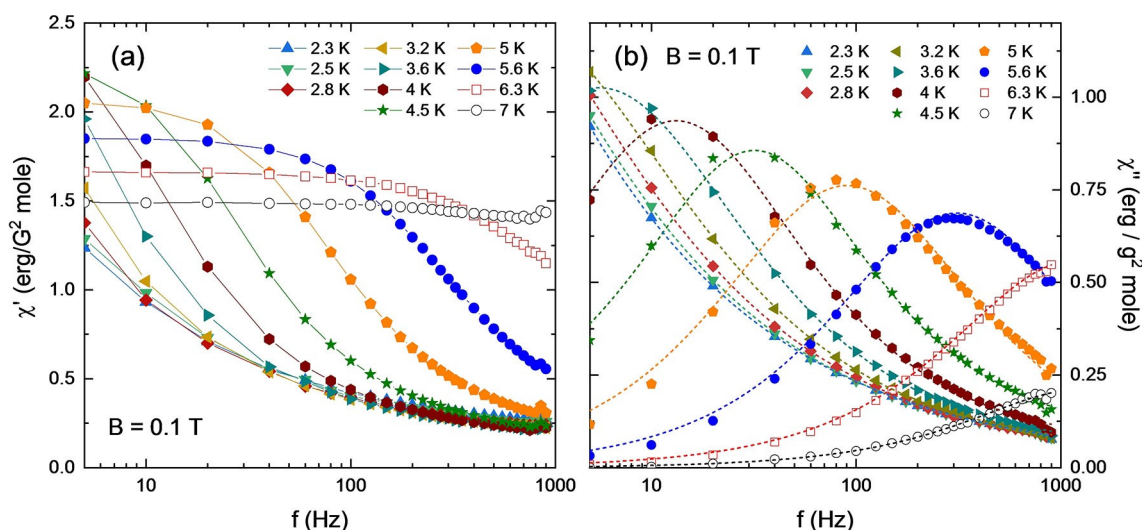 (a)
2.3 K 3.2 K 5 K
2.5 K 3.6 K 5.6 K
2.8 K 4 K 6.3 K
4.5 K 7 K
B = 0.1 T
2.5
2.0
1.5
1.0
0.5
0.0
χ' (erg/G² mole)
10 100 1000
f (Hz)
(b) B = 0.1 T
2.3 K 3.2 K 5 K
2.5 K 3.6 K 5.6 K
2.8 K 4 K 6.3 K
4.5 K 7 K
1.00
0.75
0.50
0.25
0.00
χ'' (erg / g² mole)
10 100 1000
f (Hz)